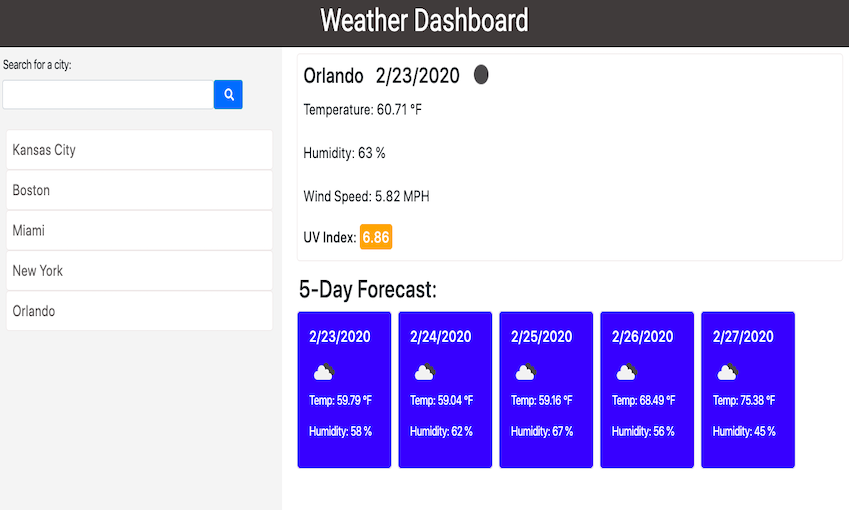 Weather Dashboard
Search for a city:
Kansas City
Boston
Miami
New York
Orlando
Orlando 2/23/2020
Temperature: 60.71 °F
Humidity: 63 %
Wind Speed: 5.82 MPH
UV Index: 6.86
5-Day Forecast:
2/23/2020
Temp: 59.79 °F
Humidity: 58 %
2/24/2020
Temp: 59.04 °F
Humidity: 62 %
2/25/2020
Temp: 59.16 °F
Humidity: 67 %
2/26/2020
Temp: 68.49 °F
Humidity: 56 %
2/27/2020
Temp: 75.38 °F
Humidity: 45 %